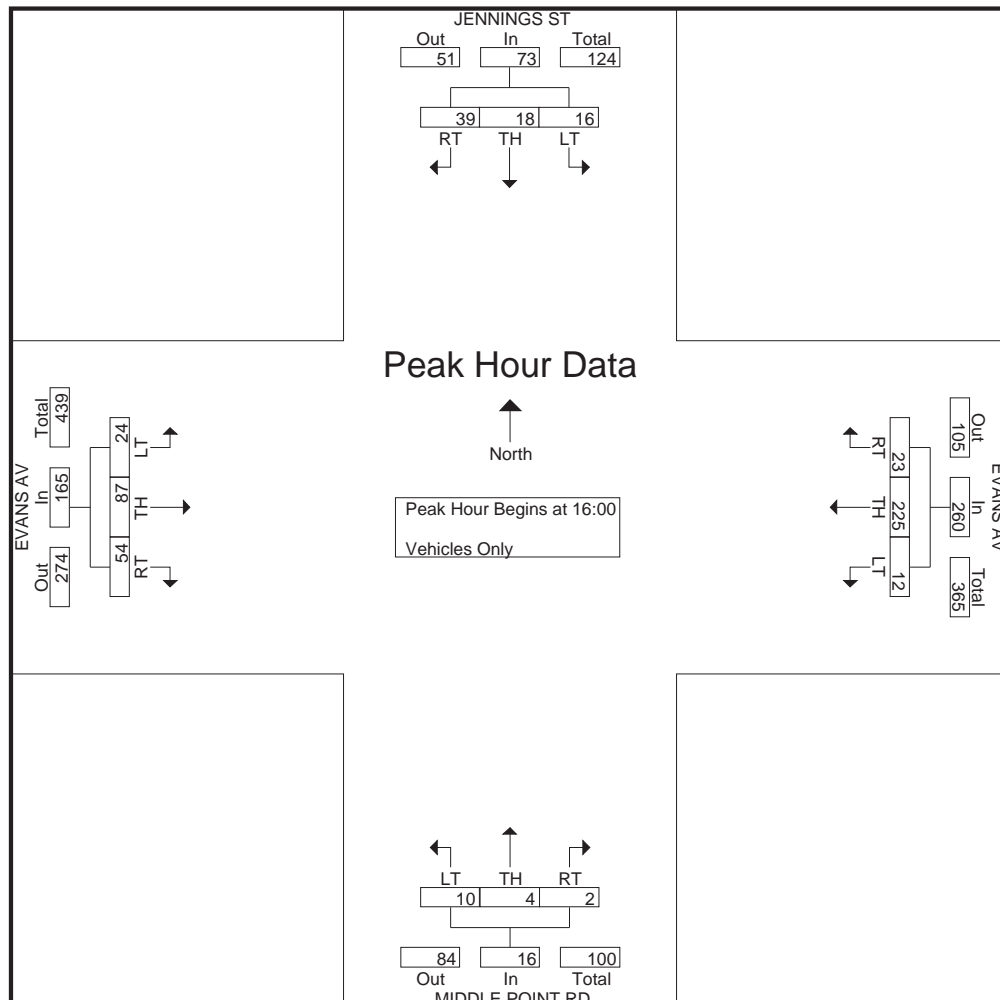 JENNINGS ST
Out In Total
51 73 124
39 18 16
RT TH LT
Peak Hour Data
North
Peak Hour Begins at 16:00
Vehicles Only
EVANS AV
Total In Out
439 165 274
24 87 54
LT TH RT
EVANS AV
Out In Total
105 260 365
23 225 12
RT TH LT
LT TH RT
10 4 2
84 16 100
Out In Total
MIDDLE POINT RD